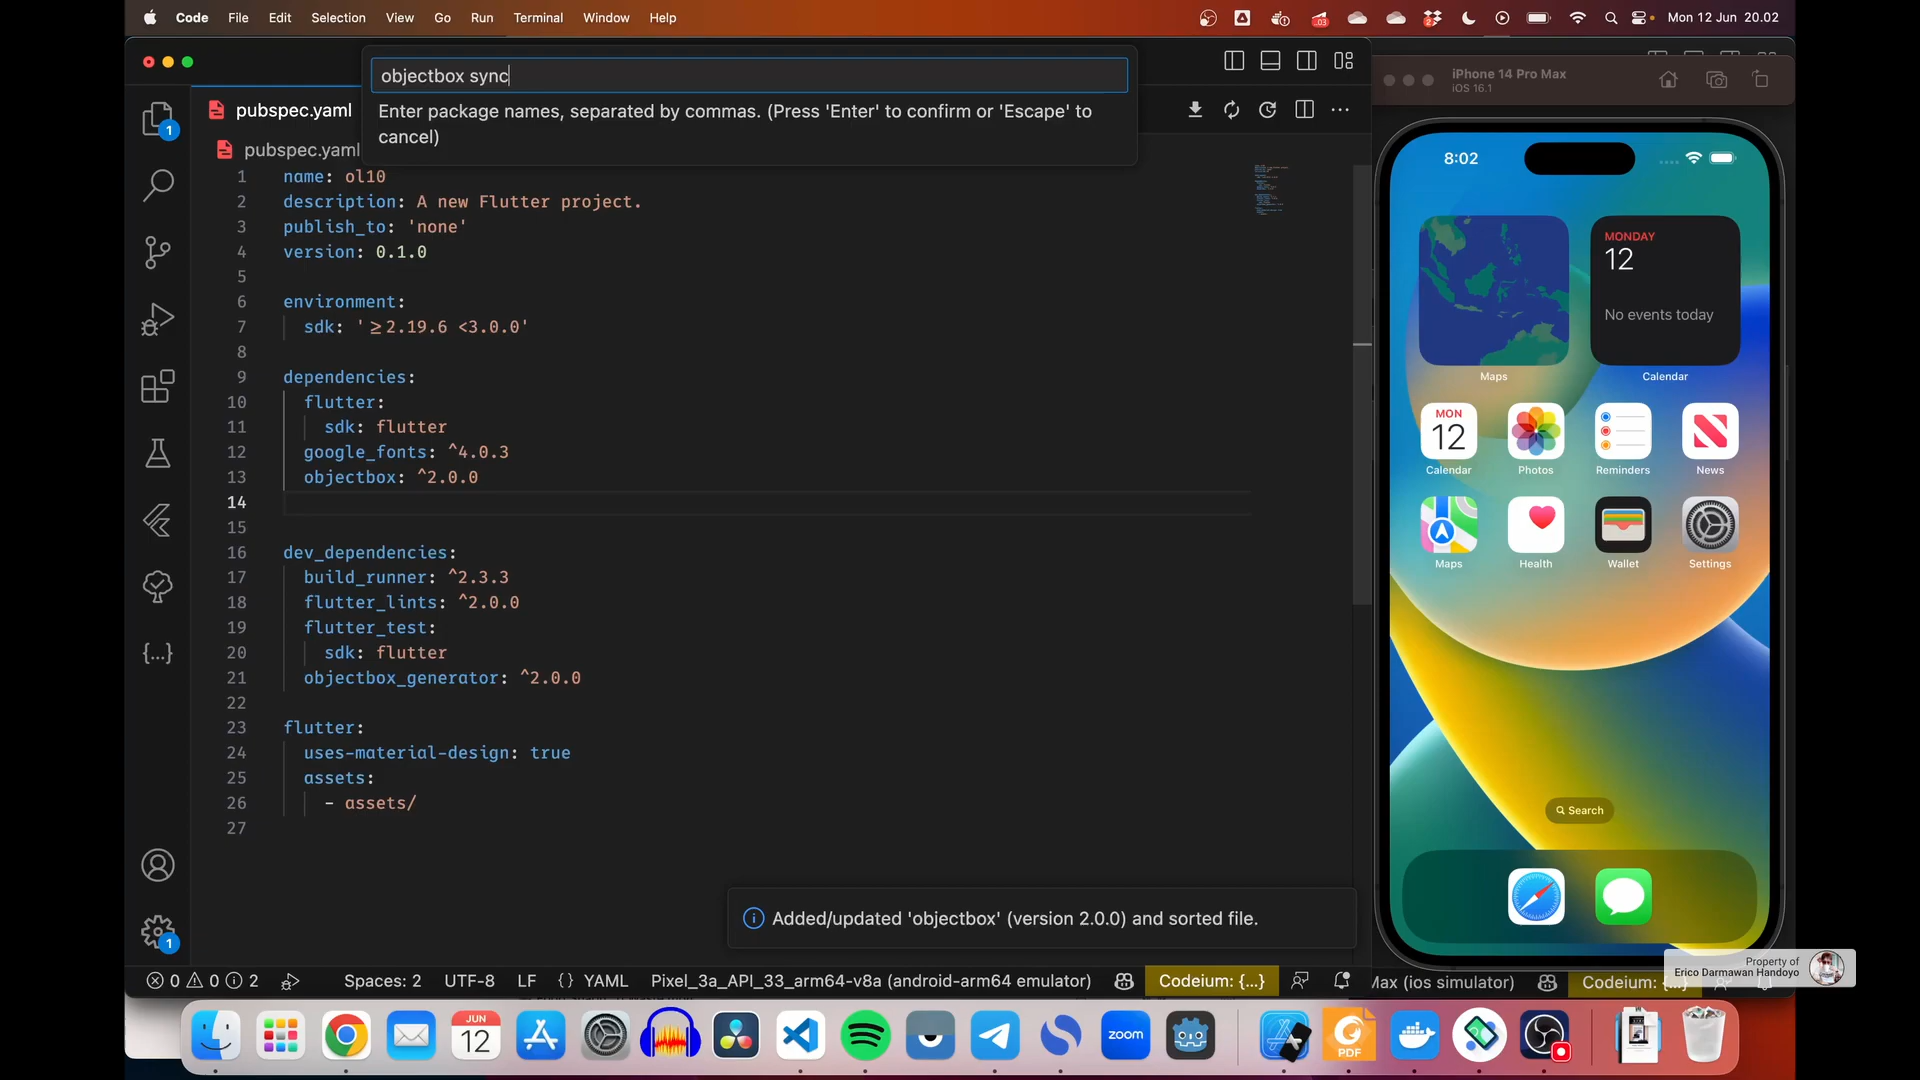 Code File Edit Selection View Go Run Terminal Window Help
Mon 12 Jun 20.02
objectbox sync
Enter package names, separated by commas. (Press 'Enter' to confirm or 'Escape' to
cancel)
pubspec.yaml
pubspec.yaml
1 name: ol10
2 description: A new Flutter project.
3 publish_to: 'none'
4 version: 0.1.0
5
6 environment:
7 sdk: '≥2.19.6 <3.0.0'
8
9 dependencies:
10 flutter:
11 sdk: flutter
12 google_fonts: ^4.0.3
13 objectbox: ^2.0.0
14
15
16 dev_dependencies:
17 build_runner: ^2.3.3
18 flutter_lints: ^2.0.0
19 flutter_test:
20 sdk: flutter
21 objectbox_generator: ^2.0.0
22
23 flutter:
24 uses-material-design: true
25 assets:
26 - assets/
27
1
1
Added/updated 'objectbox' (version 2.0.0) and sorted file.
0 0 2 Spaces: 2 UTF-8 LF {} YAML Pixel_3a_API_33_arm64-v8a (android-arm64 emulator) Codeium: {...}
Max (ios simulator) Codeium: {...}
iPhone 14 Pro Max
iOS 16.1
8:02
MONDAY
12
No events today
Maps Calendar
MON
12
Calendar Photos Reminders News
Maps Health Wallet Settings
Search
Property of
Erico Darmawan Handoyo
JUN
12
zoom
PDF